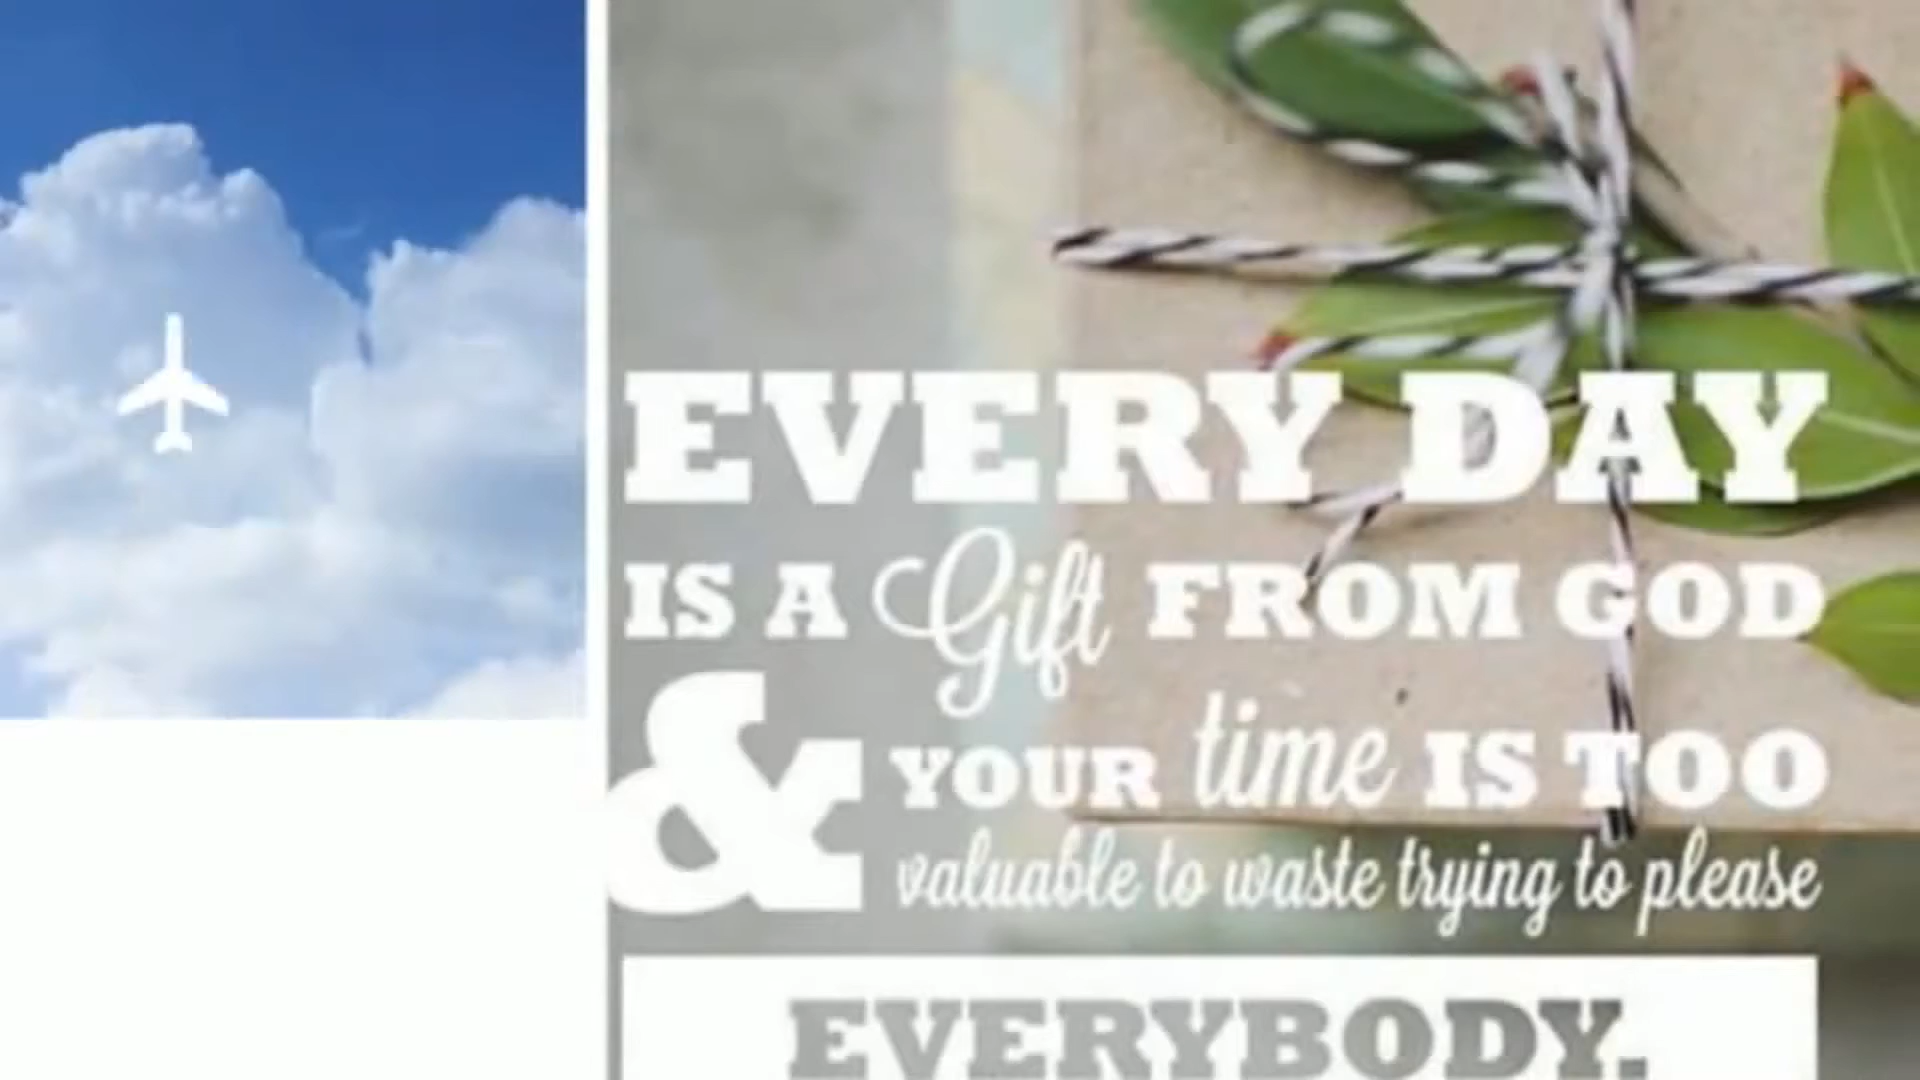 EVERY DAY
IS A Gift FROM GOD
& YOUR time IS TOO
valuable to waste trying to please
EVERYBODY.